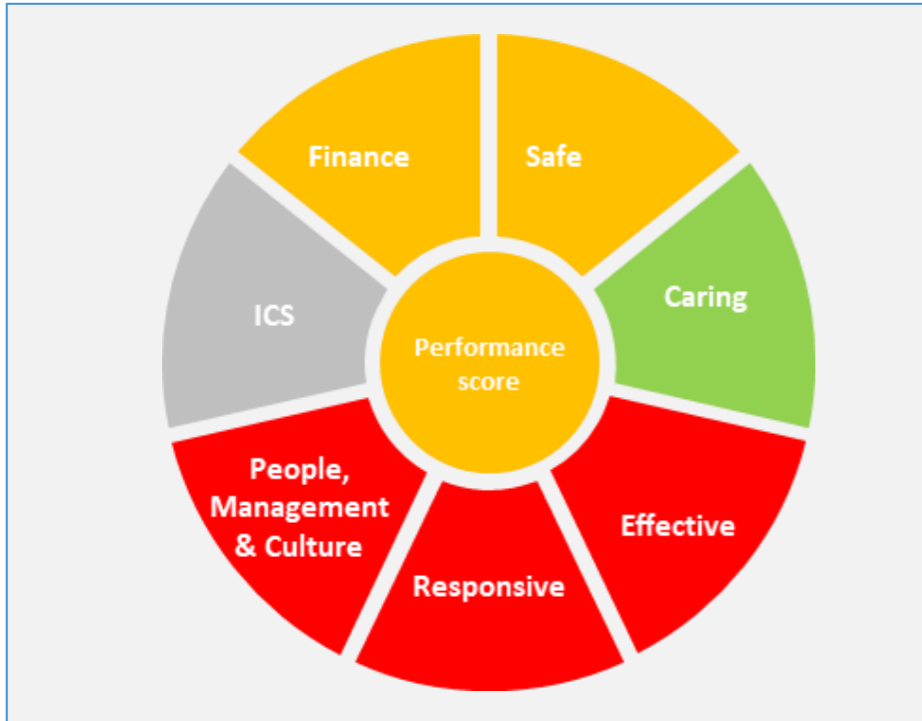 Finance
Safe
Caring
Effective
Responsive
People,
Management
& Culture
ICS
Performance
score